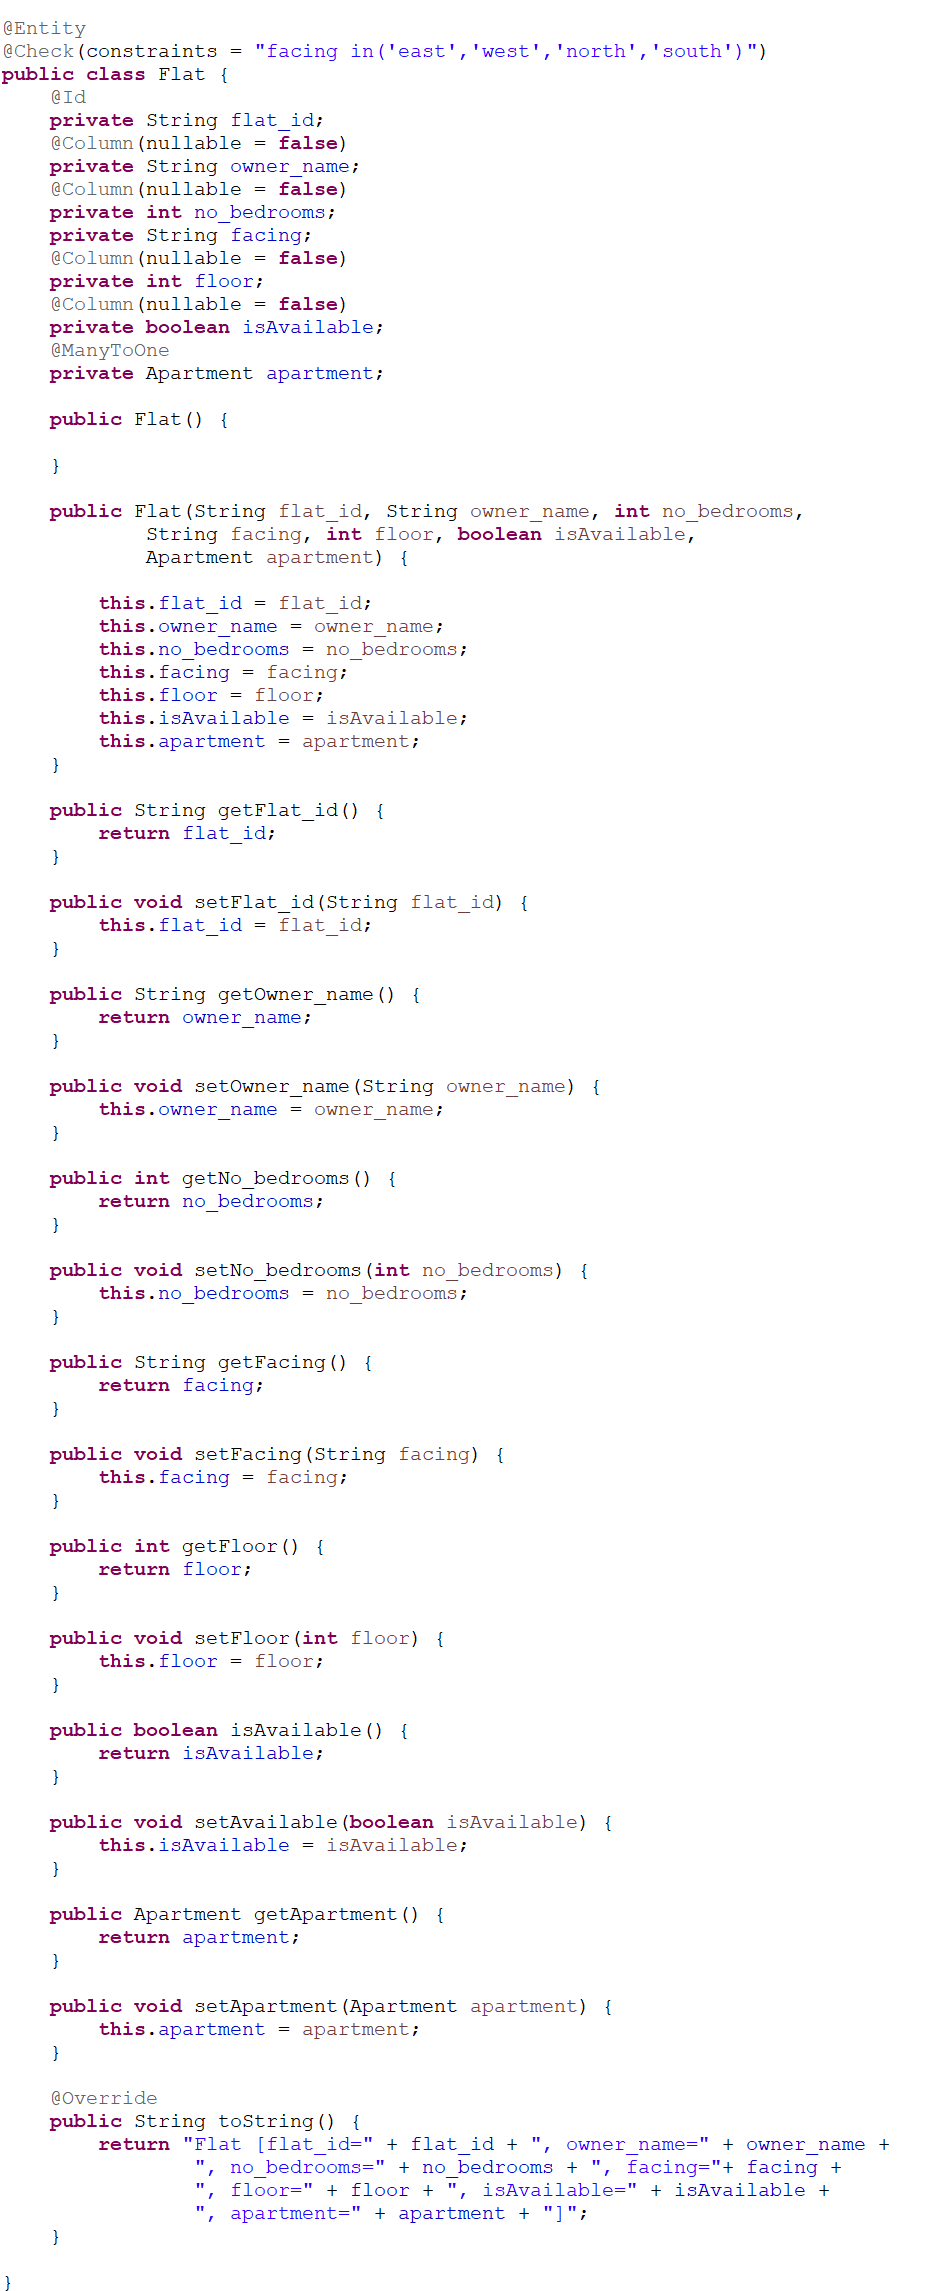 @Entity
@Check(constraints = "facing in('east','west','north','south')")
public class Flat {
    @Id
    private String flat_id;
    @Column(nullable = false)
    private String owner_name;
    @Column(nullable = false)
    private int no_bedrooms;
    private String facing;
    @Column(nullable = false)
    private int floor;
    @Column(nullable = false)
    private boolean isAvailable;
    @ManyToOne
    private Apartment apartment;

    public Flat() {

    }

    public Flat(String flat_id, String owner_name, int no_bedrooms,
            String facing, int floor, boolean isAvailable,
            Apartment apartment) {

        this.flat_id = flat_id;
        this.owner_name = owner_name;
        this.no_bedrooms = no_bedrooms;
        this.facing = facing;
        this.floor = floor;
        this.isAvailable = isAvailable;
        this.apartment = apartment;
    }

    public String getFlat_id() {
        return flat_id;
    }

    public void setFlat_id(String flat_id) {
        this.flat_id = flat_id;
    }

    public String getOwner_name() {
        return owner_name;
    }

    public void setOwner_name(String owner_name) {
        this.owner_name = owner_name;
    }

    public int getNo_bedrooms() {
        return no_bedrooms;
    }

    public void setNo_bedrooms(int no_bedrooms) {
        this.no_bedrooms = no_bedrooms;
    }

    public String getFacing() {
        return facing;
    }

    public void setFacing(String facing) {
        this.facing = facing;
    }

    public int getFloor() {
        return floor;
    }

    public void setFloor(int floor) {
        this.floor = floor;
    }

    public boolean isAvailable() {
        return isAvailable;
    }

    public void setAvailable(boolean isAvailable) {
        this.isAvailable = isAvailable;
    }

    public Apartment getApartment() {
        return apartment;
    }

    public void setApartment(Apartment apartment) {
        this.apartment = apartment;
    }

    @Override
    public String toString() {
        return "Flat [flat_id=" + flat_id + ", owner_name=" + owner_name +
                ", no_bedrooms=" + no_bedrooms + ", facing="+ facing +
                ", floor=" + floor + ", isAvailable=" + isAvailable +
                ", apartment=" + apartment + "]";
    }

}